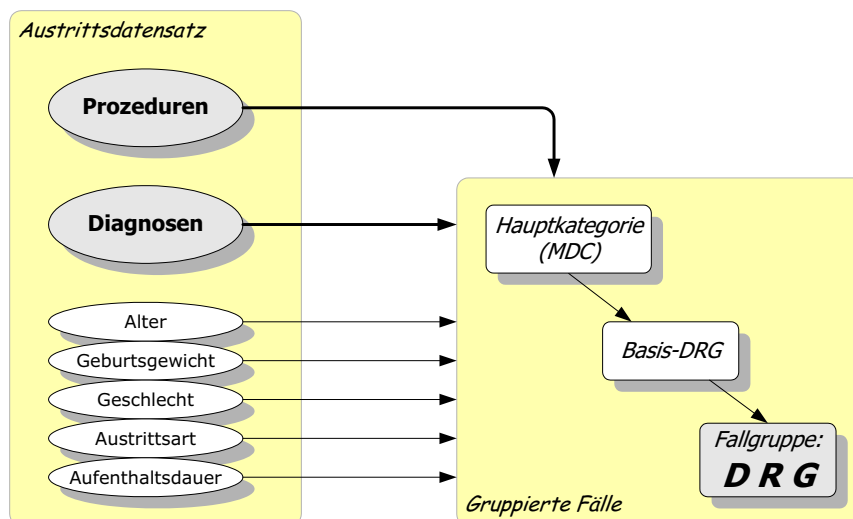 Austrittsdatensatz
Prozeduren
Diagnosen
Alter
Geburtsgewicht
Geschlecht
Austrittsart
Aufenthaltsdauer
Hauptkategorie
(MDC)
Basis-DRG
Fallgruppe:
D R G
Gruppierte Fälle